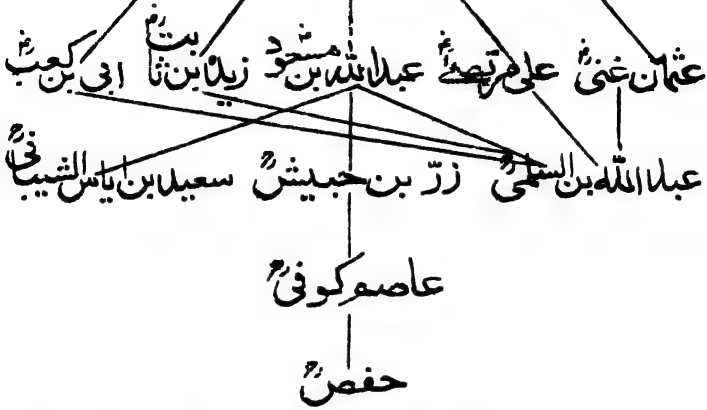 عثمان غنیؓ علی مرتضےٰؓ عبداللہ بن مسعودؓ زید بن ثابتؓ ابی بن کعبؓ
عبداللہ بن السلمیؒ زرّ بن حبیشؒ سعید بن ایاس الشیبانیؒ
عاصم کوفیؒ
حفصؒ